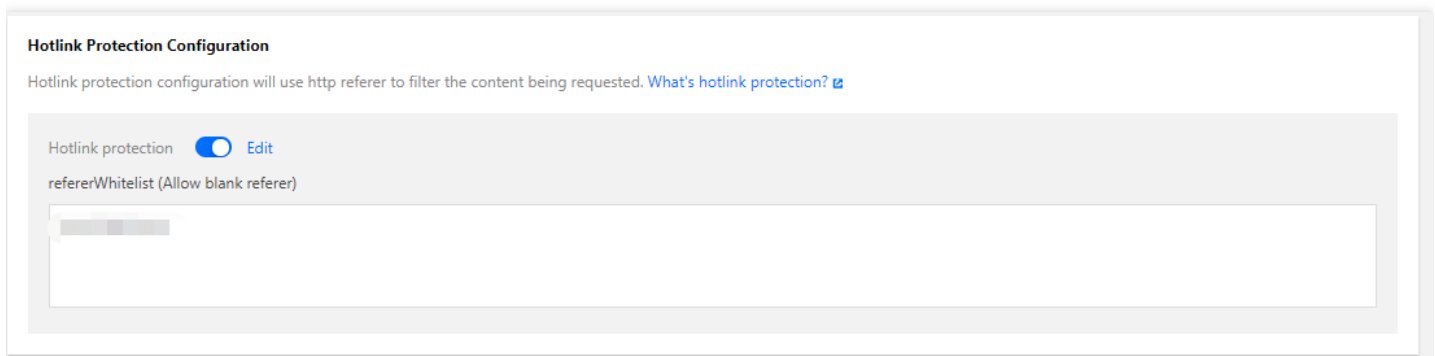 Hotlink Protection Configuration
Hotlink protection configuration will use http referer to filter the content being requested. What's hotlink protection?
Hotlink protection Edit
refererWhitelist (Allow blank referer)